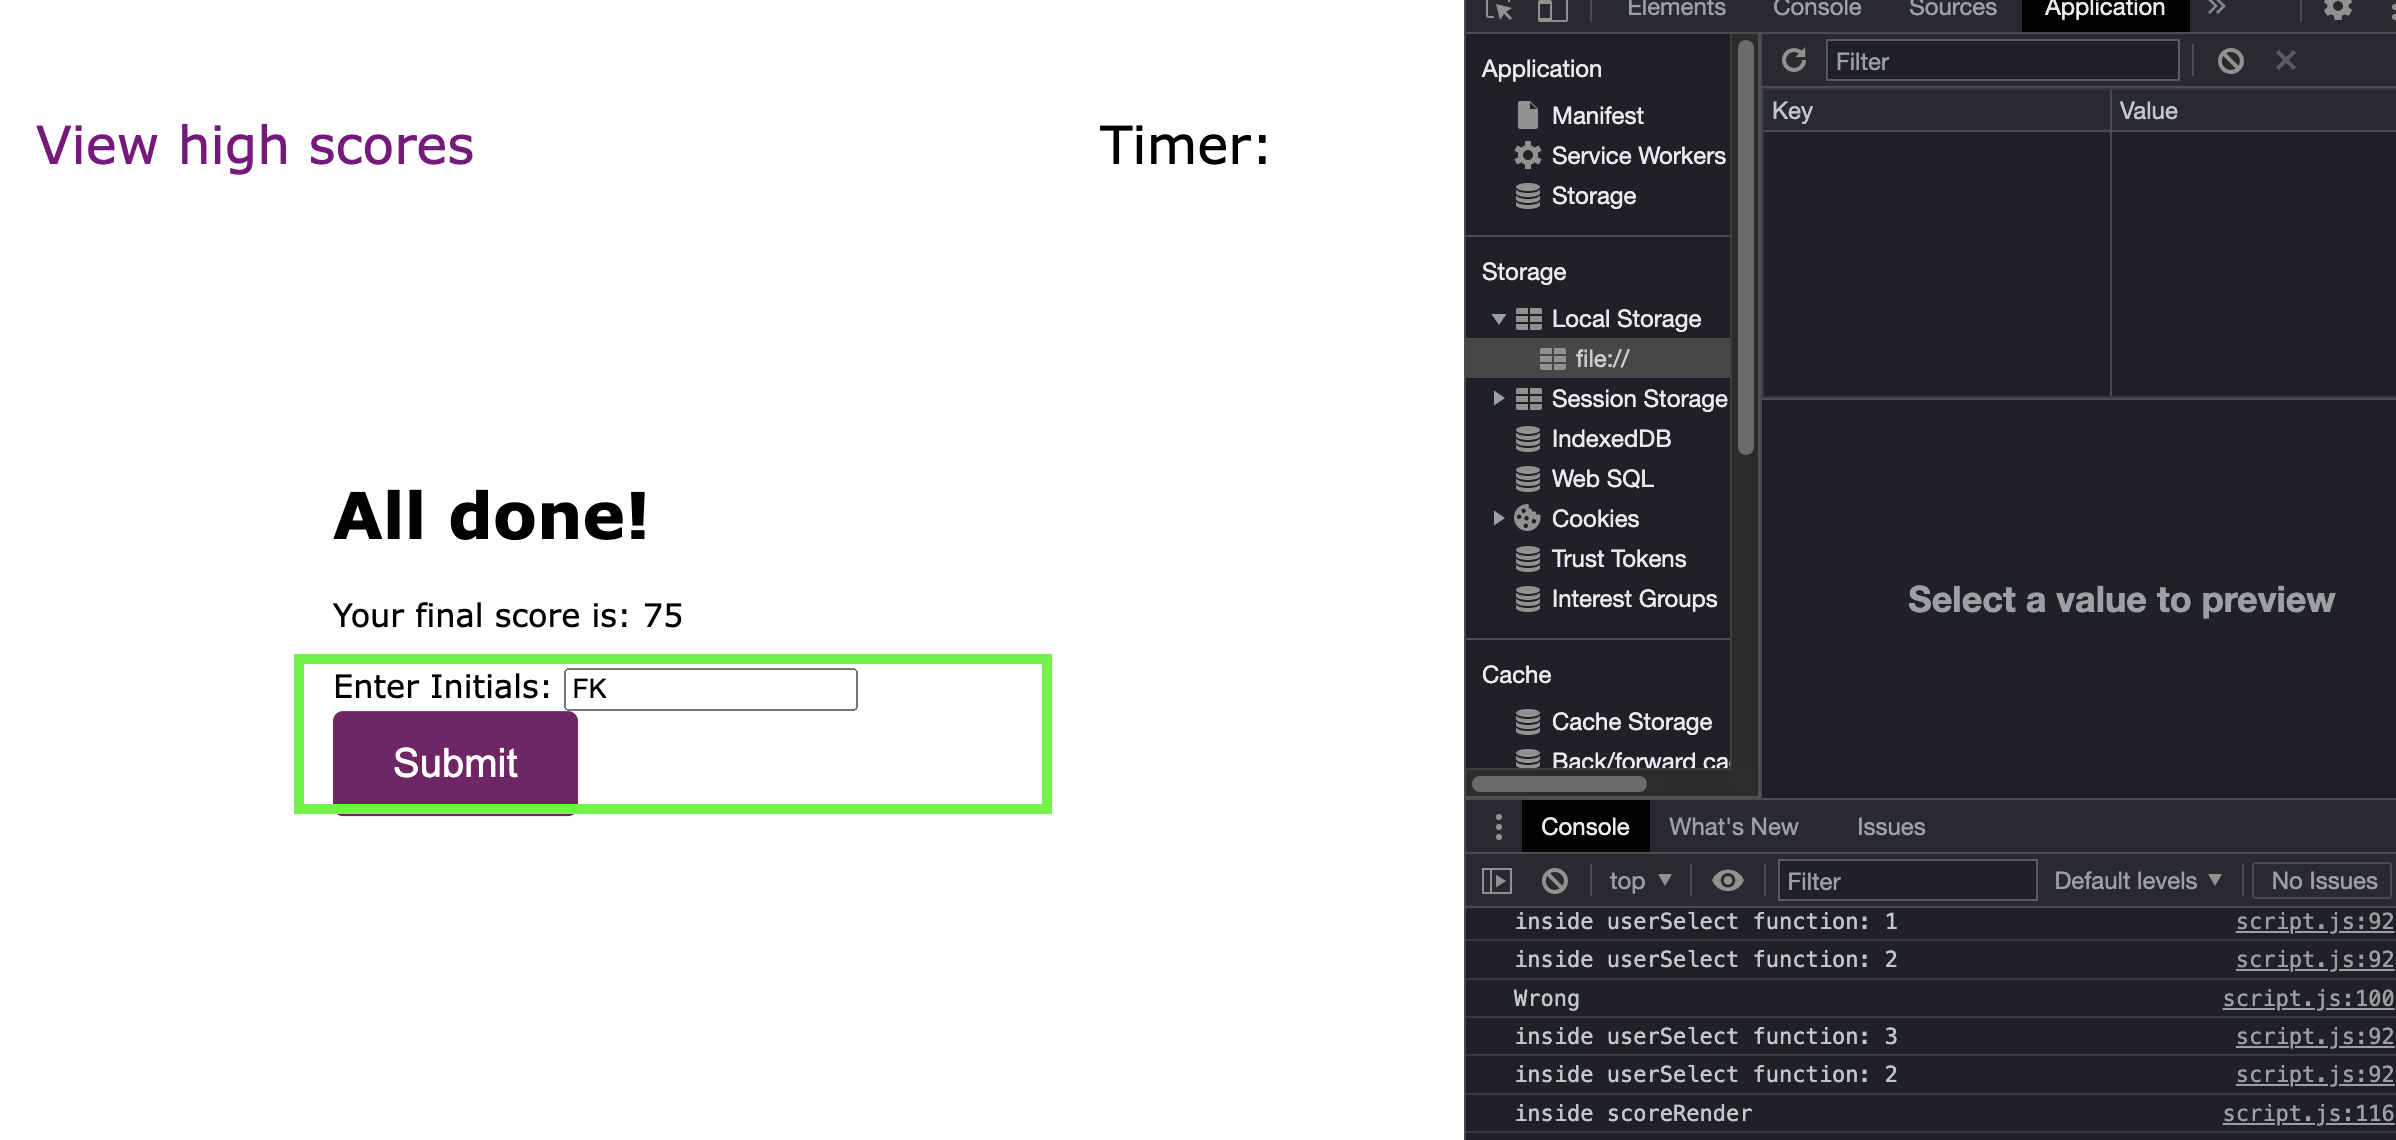 View high scores
Timer:
All done!
Your final score is: 75
Enter Initials: FK
Submit
Elements Console Sources Application
Application
Manifest
Service Workers
Storage
Storage
Local Storage
file://
Session Storage
IndexedDB
Web SQL
Cookies
Trust Tokens
Interest Groups
Cache
Cache Storage
Back/forward ca
Filter
Key Value
Select a value to preview
Console What's New Issues
top Filter Default levels No Issues
inside userSelect function: 1 script.js:92
inside userSelect function: 2 script.js:92
Wrong script.js:100
inside userSelect function: 3 script.js:92
inside userSelect function: 2 script.js:92
inside scoreRender script.js:116